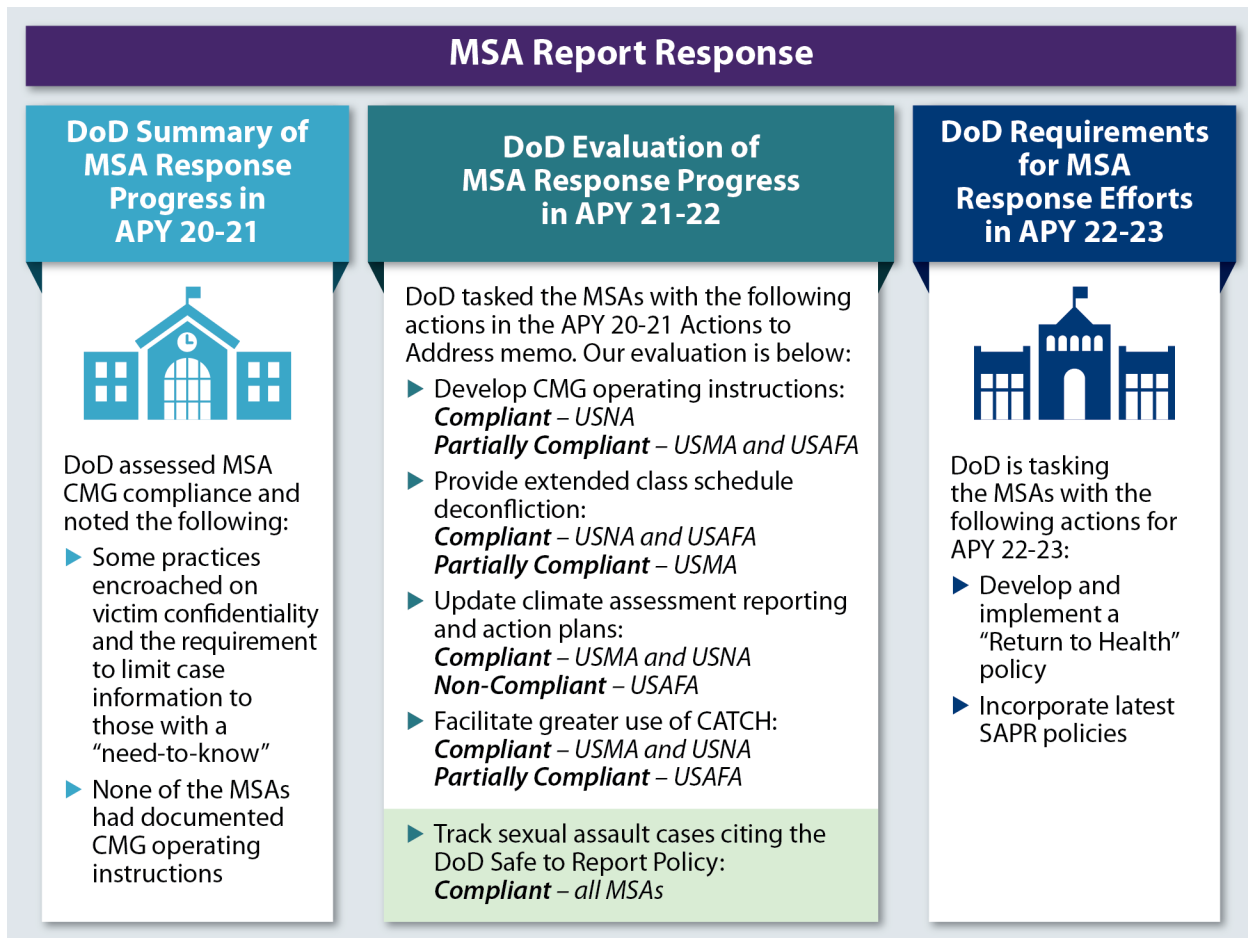 MSA Report Response
DoD Summary of
MSA Response
Progress in
APY 20-21
DoD assessed MSA
CMG compliance and
noted the following:
Some practices
encroached on
victim confidentiality
and the requirement
to limit case
information to
those with a
“need-to-know”
None of the MSAs
had documented
CMG operating
instructions
DoD Evaluation of
MSA Response Progress
in APY 21-22
DoD tasked the MSAs with the following
actions in the APY 20-21 Actions to
Address memo. Our evaluation is below:
Develop CMG operating instructions:
Compliant – USNA
Partially Compliant – USMA and USAFA
Provide extended class schedule
deconfliction:
Compliant – USNA and USAFA
Partially Compliant – USMA
Update climate assessment reporting
and action plans:
Compliant – USMA and USNA
Non-Compliant – USAFA
Facilitate greater use of CATCH:
Compliant – USMA and USNA
Partially Compliant – USAFA
Track sexual assault cases citing the
DoD Safe to Report Policy:
Compliant – all MSAs
DoD Requirements
for MSA
Response Efforts
in APY 22-23
DoD is tasking
the MSAs with the
following actions for
APY 22-23:
Develop and
implement a
“Return to Health”
policy
Incorporate latest
SAPR policies